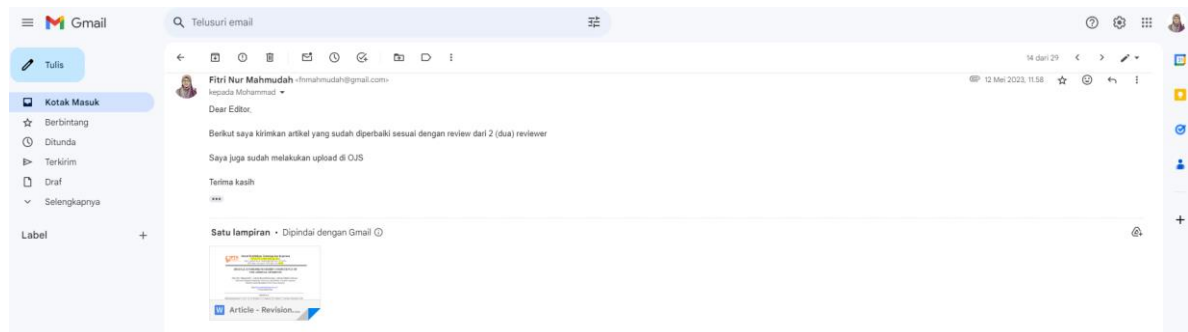 Gmail
Telusuri email
Tulis
14 dari 29
Kotak Masuk
Berbintang
Ditunda
Terkirim
Draf
Selengkapnya
Label
Fitri Nur Mahmudah <fnmahmudah@gmail.com>
12 Mei 2023, 11.58
kepada Mohammad
Dear Editor,
Berikut saya kirimkan artikel yang sudah diperbaiki sesuai dengan review dari 2 (dua) reviewer
Saya juga sudah melakukan upload di OJS
Terima kasih
Satu lampiran • Dipindai dengan Gmail
W Article - Revision....